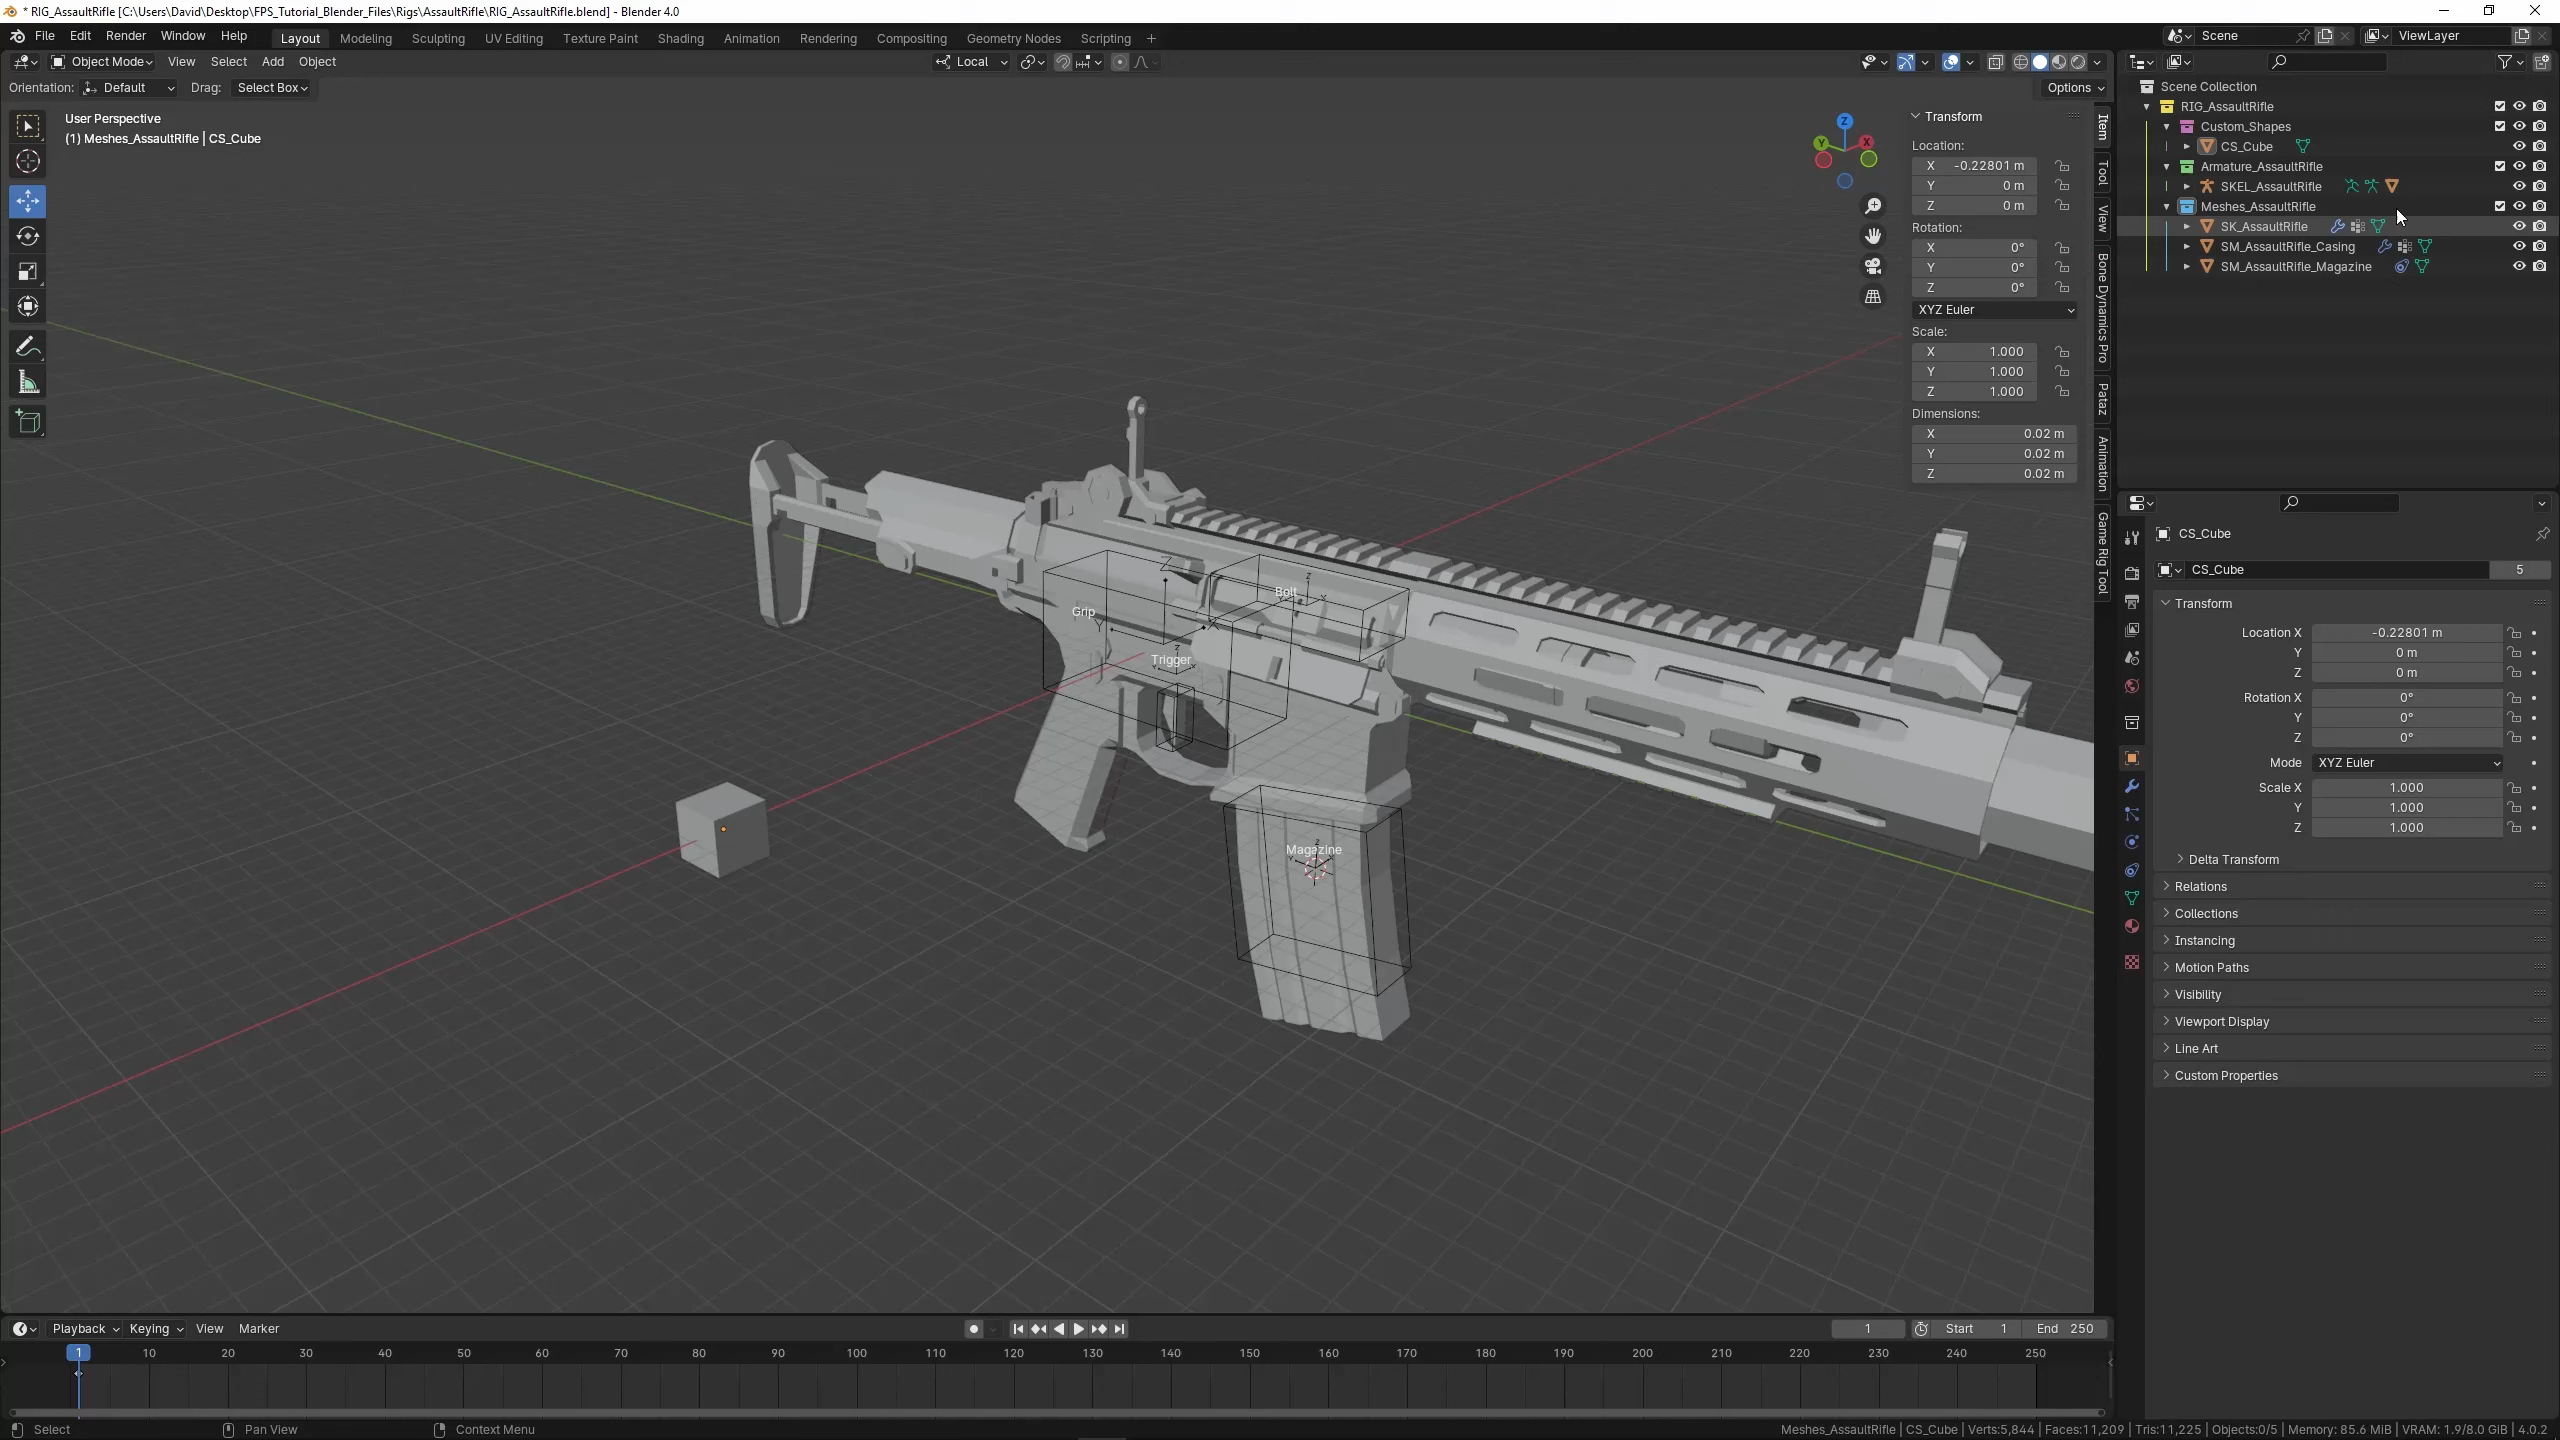 * RIG_AssaultRifle [C:\Users\David\Desktop\FPS_Tutorial_Blender_Files\Rigs\AssaultRifle\RIG_AssaultRifle.blend] - Blender 4.0
File Edit Render Window Help Layout Modeling Sculpting UV Editing Texture Paint Shading Animation Rendering Compositing Geometry Nodes Scripting + Scene ViewLayer
Object Mode View Select Add Object Local
Orientation: Default Drag: Select Box Options
User Perspective
(1) Meshes_AssaultRifle | CS_Cube
Z
Y
X
Grip
Z
Y
X
Bolt
Z
X
Trigger
Z
Y
X
Magazine
Z
Y
Transform
Location:
X -0.22801 m
Y 0 m
Z 0 m
Rotation:
X 0°
Y 0°
Z 0°
XYZ Euler
Scale:
X 1.000
Y 1.000
Z 1.000
Dimensions:
X 0.02 m
Y 0.02 m
Z 0.02 m
Item
Tool
View
Bone Dynamics Pro
Pataz
Animation
Game Rig Tool
Scene Collection
RIG_AssaultRifle
Custom_Shapes
CS_Cube
Armature_AssaultRifle
SKEL_AssaultRifle
Meshes_AssaultRifle
SK_AssaultRifle
SM_AssaultRifle_Casing
SM_AssaultRifle_Magazine
CS_Cube
CS_Cube 5
Transform
Location X -0.22801 m
Y 0 m
Z 0 m
Rotation X 0°
Y 0°
Z 0°
Mode XYZ Euler
Scale X 1.000
Y 1.000
Z 1.000
Delta Transform
Relations
Collections
Instancing
Motion Paths
Visibility
Viewport Display
Line Art
Custom Properties
Playback Keying View Marker 1 Start 1 End 250
1 10 20 30 40 50 60 70 80 90 100 110 120 130 140 150 160 170 180 190 200 210 220 230 240 250
Select Pan View Context Menu Meshes_AssaultRifle | CS_Cube | Verts:5,844 | Faces:11,209 | Tris:11,225 | Objects:0/5 | Memory: 85.6 MiB | VRAM: 1.9/8.0 GiB | 4.0.2